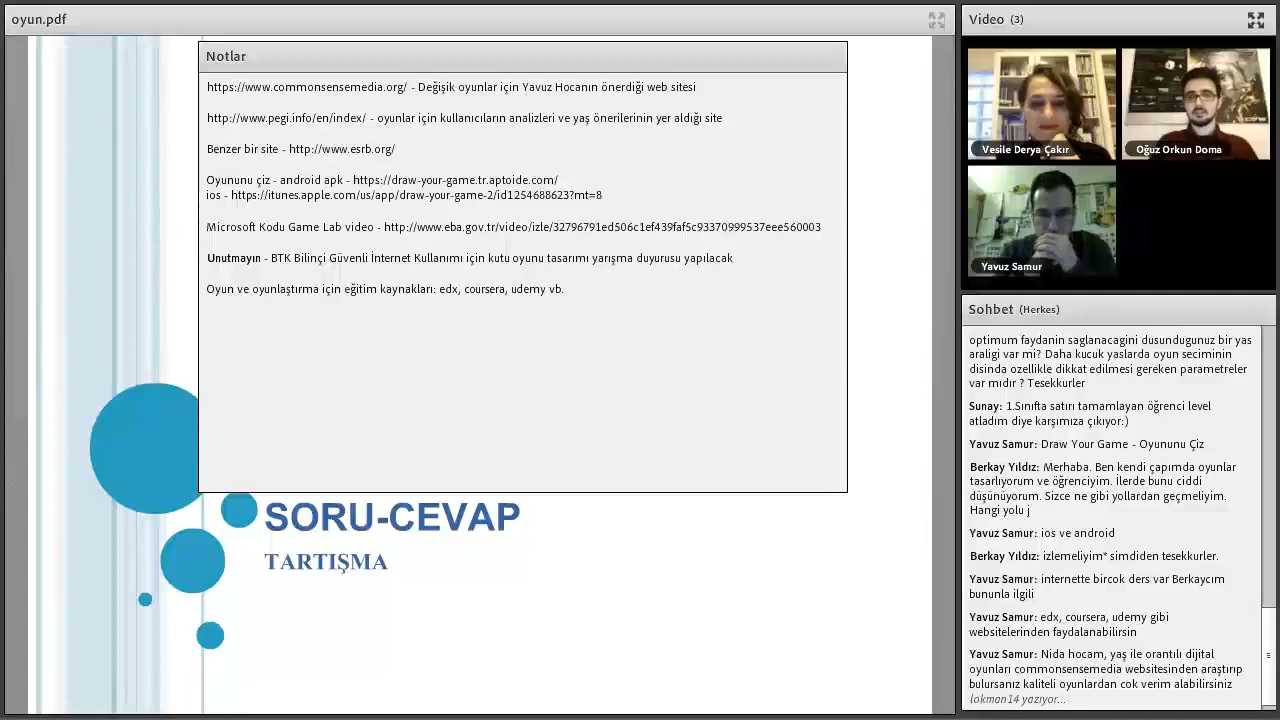 oyun.pdf
Notlar
https://www.commonsensemedia.org/ - Değişik oyunlar için Yavuz Hocanın önerdiği web sitesi
http://www.pegi.info/en/index/ - oyunlar için kullanıcıların analizleri ve yaş önerilerinin yer aldığı site
Benzer bir site - http://www.esrb.org/
Oyununu çiz - android apk - https://draw-your-game.tr.aptoide.com/
ios - https://itunes.apple.com/us/app/draw-your-game-2/id1254688623?mt=8
Microsoft Kodu Game Lab video - http://www.eba.gov.tr/video/izle/32796791ed506c1ef439faf5c93370999537eee560003
Unutmayın - BTK Bilinçi Güvenli İnternet Kullanımı için kutu oyunu tasarımı yarışma duyurusu yapılacak
Oyun ve oyunlaştırma için eğitim kaynakları: edx, coursera, udemy vb.
SORU-CEVAP
TARTIŞMA
Video (3)
Vesile Derya Çakır
Oğuz Orkun Doma
Yavuz Samur
Sohbet (Herkes)
optimum faydanin saglanacagini dusundugunuz bir yas
araligi var mi? Daha kucuk yaslarda oyun seciminin
disinda ozellikle dikkat edilmesi gereken parametreler
var mıdır ? Tesekkurler
Sunay: 1.Sınıfta satırı tamamlayan öğrenci level
atladım diye karşımıza çıkıyor:)
Yavuz Samur: Draw Your Game - Oyununu Çiz
Berkay Yıldız: Merhaba. Ben kendi çapımda oyunlar
tasarlıyorum ve öğrenciyim. İlerde bunu ciddi
düşünüyorum. Sizce ne gibi yollardan geçmeliyim.
Hangi yolu j
Yavuz Samur: ios ve android
Berkay Yıldız: izlemeliyim* simdiden tesekkurler.
Yavuz Samur: internette bircok ders var Berkaycım
bununla ilgili
Yavuz Samur: edx, coursera, udemy gibi
websitelerinden faydalanabilirsin
Yavuz Samur: Nida hocam, yaş ile orantılı dijital
oyunları commonsensemedia websitesinden araştırıp
bulursanız kaliteli oyunlardan cok verim alabilirsiniz
lokman14 yazıyor...